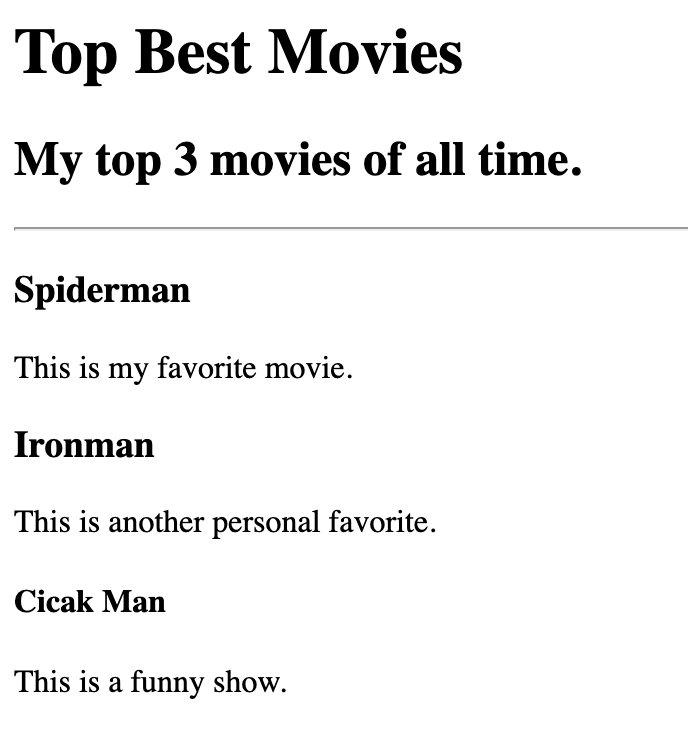 Top Best Movies
My top 3 movies of all time.
Spiderman
This is my favorite movie.
Ironman
This is another personal favorite.
Cicak Man
This is a funny show.